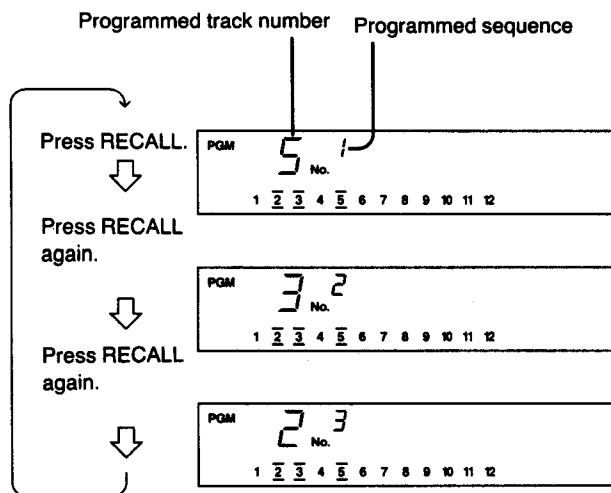 Programmed track number Programmed sequence
Press RECALL.
PGM 5 No. 1
1 2 3 4 5 6 7 8 9 10 11 12
Press RECALL
again.
PGM 3 No. 2
1 2 3 4 5 6 7 8 9 10 11 12
Press RECALL
again.
PGM 2 No. 3
1 2 3 4 5 6 7 8 9 10 11 12